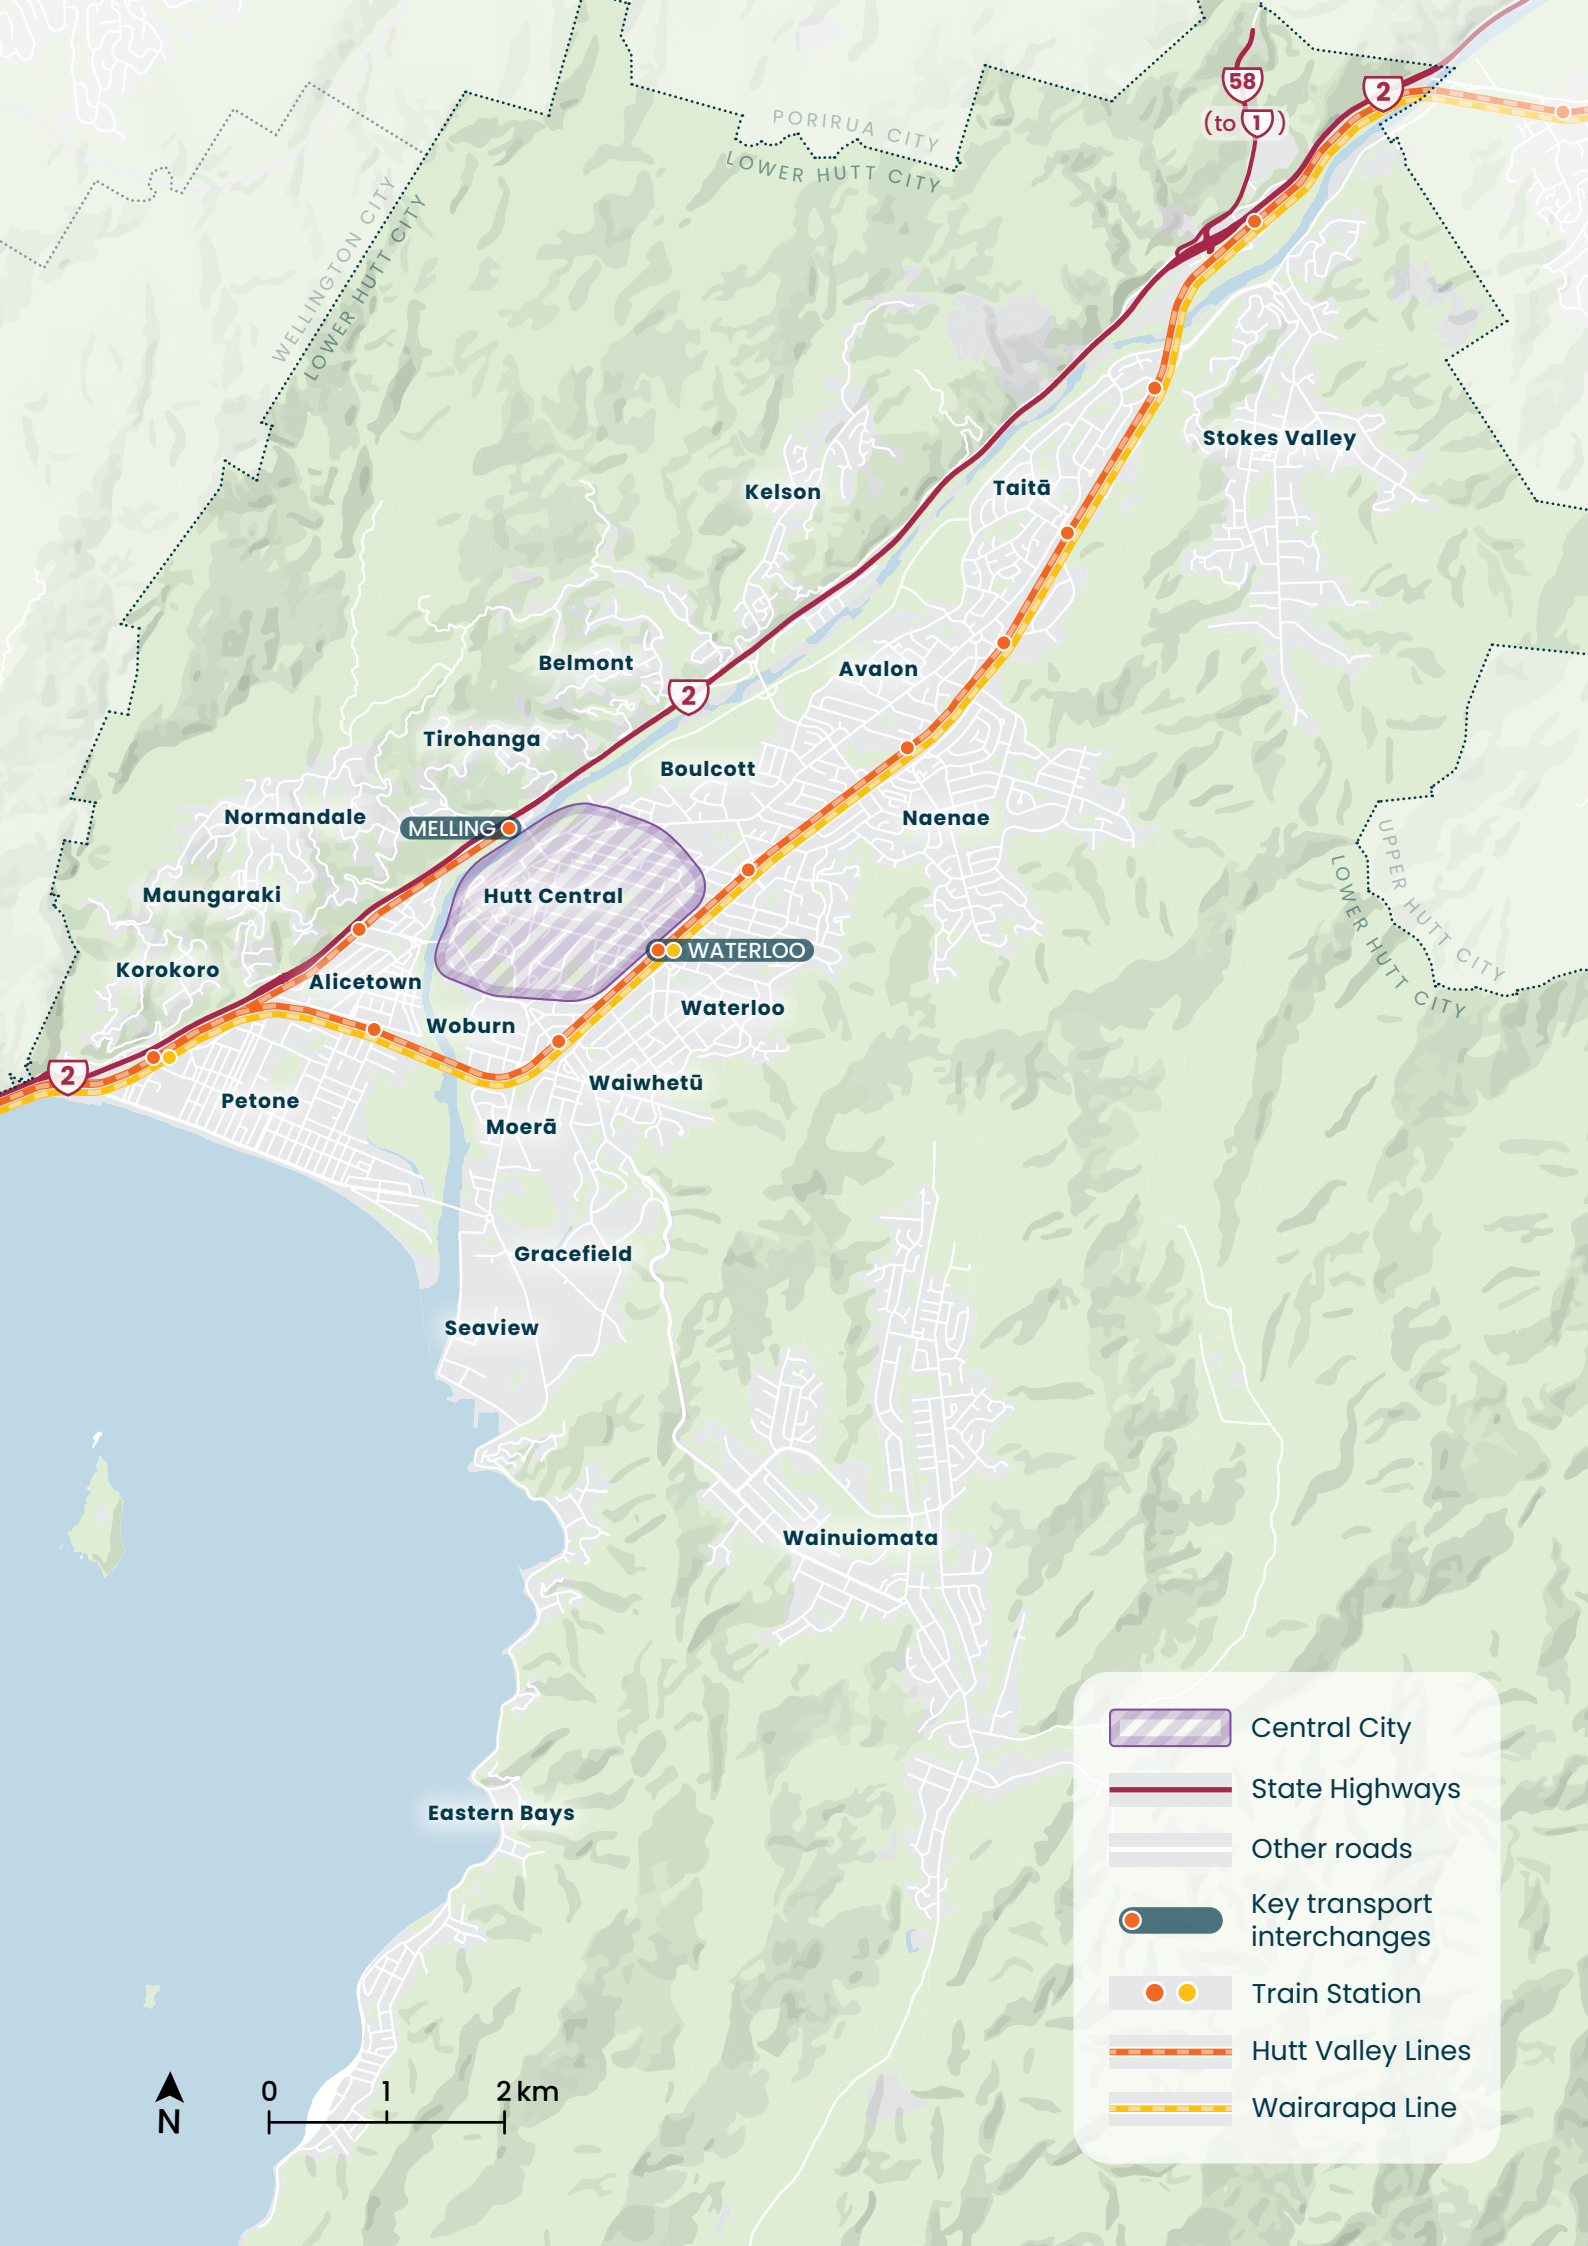 58
2
(to 1)
PORIRUA CITY
LOWER HUTT CITY
WELLINGTON CITY
LOWER HUTT CITY
Stokes Valley
Kelson
Taitā
Belmont
Avalon
2
Tirohanga
Boulcott
Normandale
MELLING
Naenae
UPPER HUTT CITY
LOWER HUTT CITY
Maungaraki
Hutt Central
WATERLOO
Korokoro
Alicetown
Waterloo
Woburn
2
Waiwhetū
Petone
Moerā
Gracefield
Seaview
Wainuiomata
Eastern Bays
Central City
State Highways
Other roads
Key transport
interchanges
Train Station
Hutt Valley Lines
Wairarapa Line
0 1 2 km
N